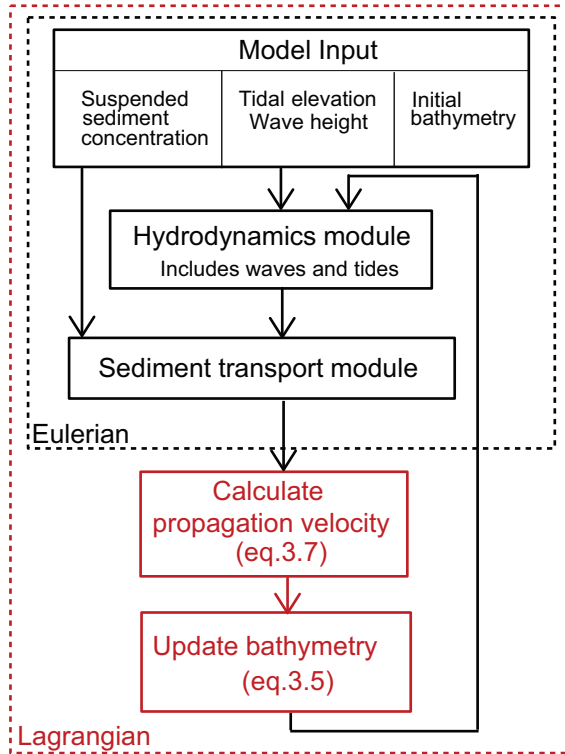 Model Input
Suspended
sediment
concentration
Tidal elevation
Wave height
Initial
bathymetry
Hydrodynamics module
Includes waves and tides
Sediment transport module
Eulerian
Calculate
propagation velocity
(eq.3.7)
Update bathymetry
(eq.3.5)
Lagrangian